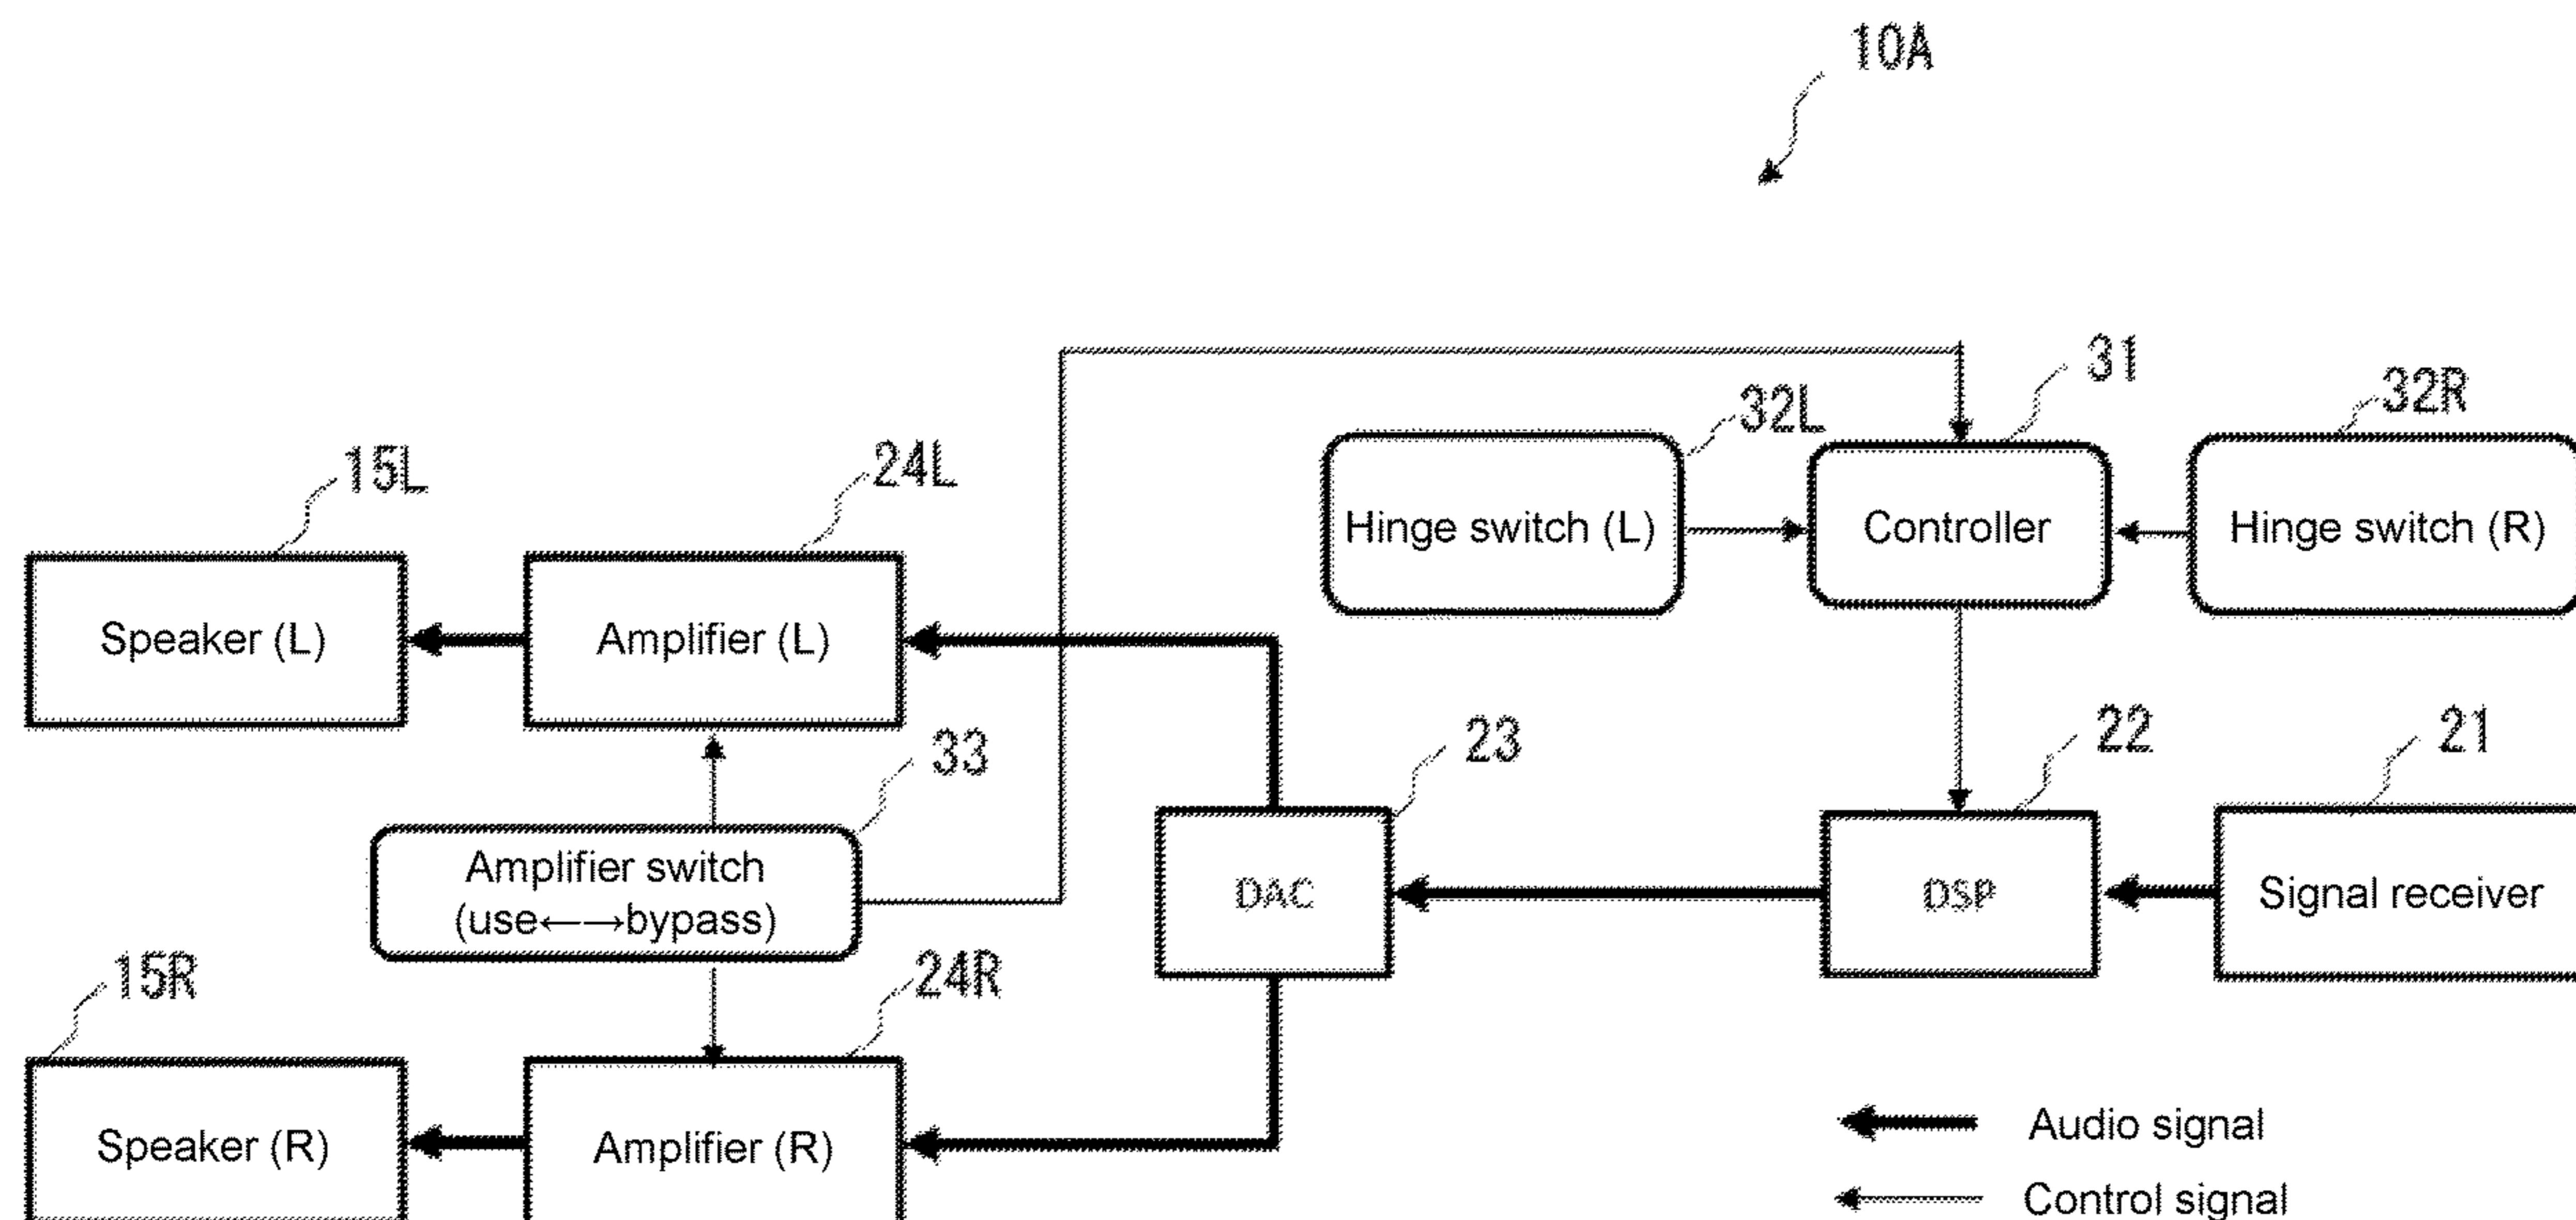 10A
31
32L
32R
15L
24L
Hinge switch (L)
Controller
Hinge switch (R)
Speaker (L)
Amplifier (L)
33
23
22
21
Amplifier switch
(use←→bypass)
DAC
DSP
Signal receiver
15R
24R
Speaker (R)
Amplifier (R)
Audio signal
Control signal